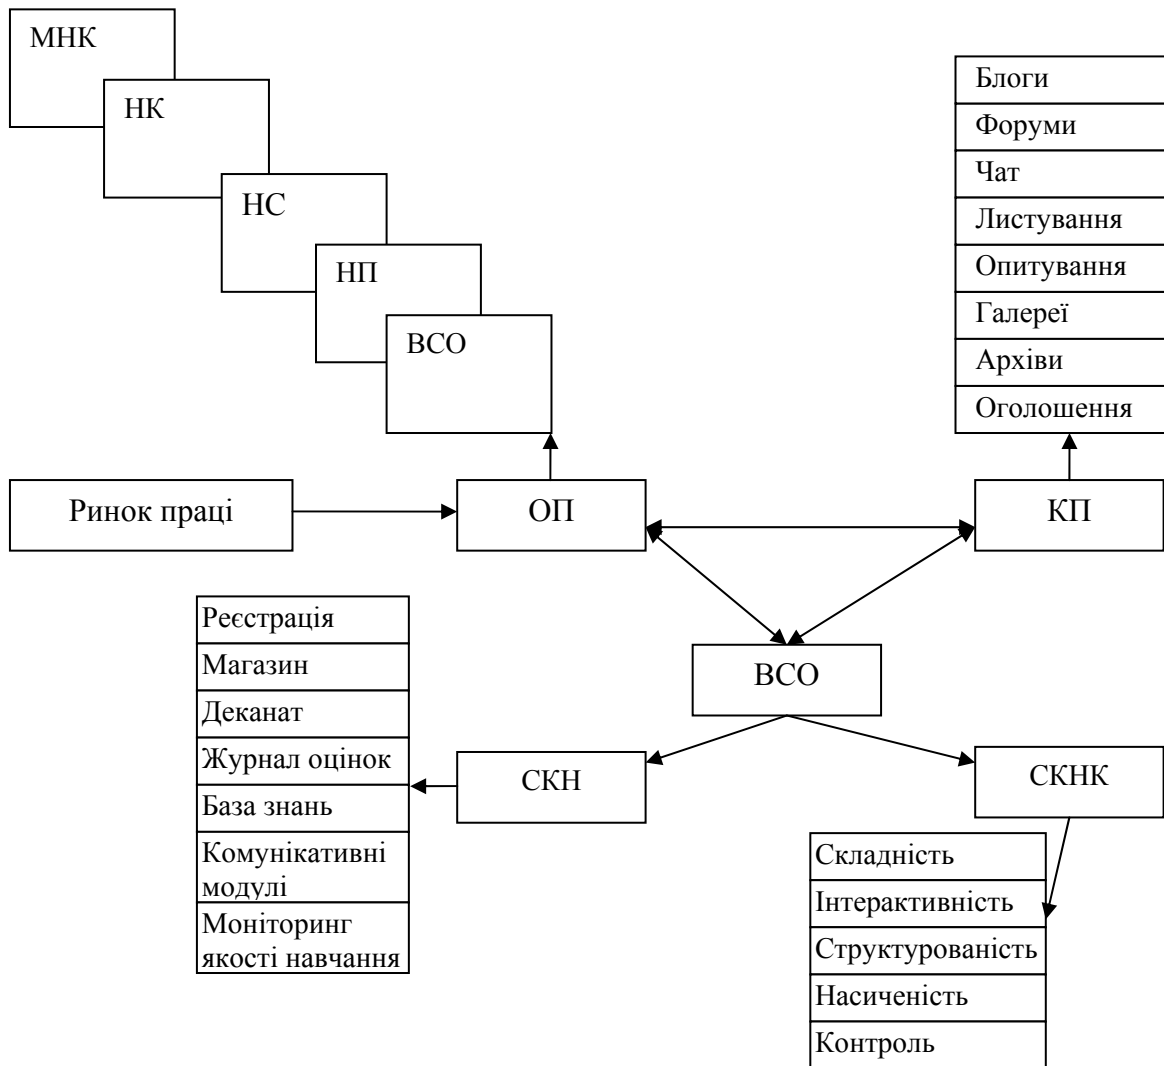 МНК
НК
НС
НП
ВСО
Блоги
Форуми
Чат
Листування
Опитування
Галереї
Архіви
Оголошення
Ринок праці
ОП
КП
ВСО
СКН
СКНК
Реєстрація
Магазин
Деканат
Журнал оцінок
База знань
Комунікативні
модулі
Моніторинг
якості навчання
Складність
Інтерактивність
Структурованість
Насиченість
Контроль